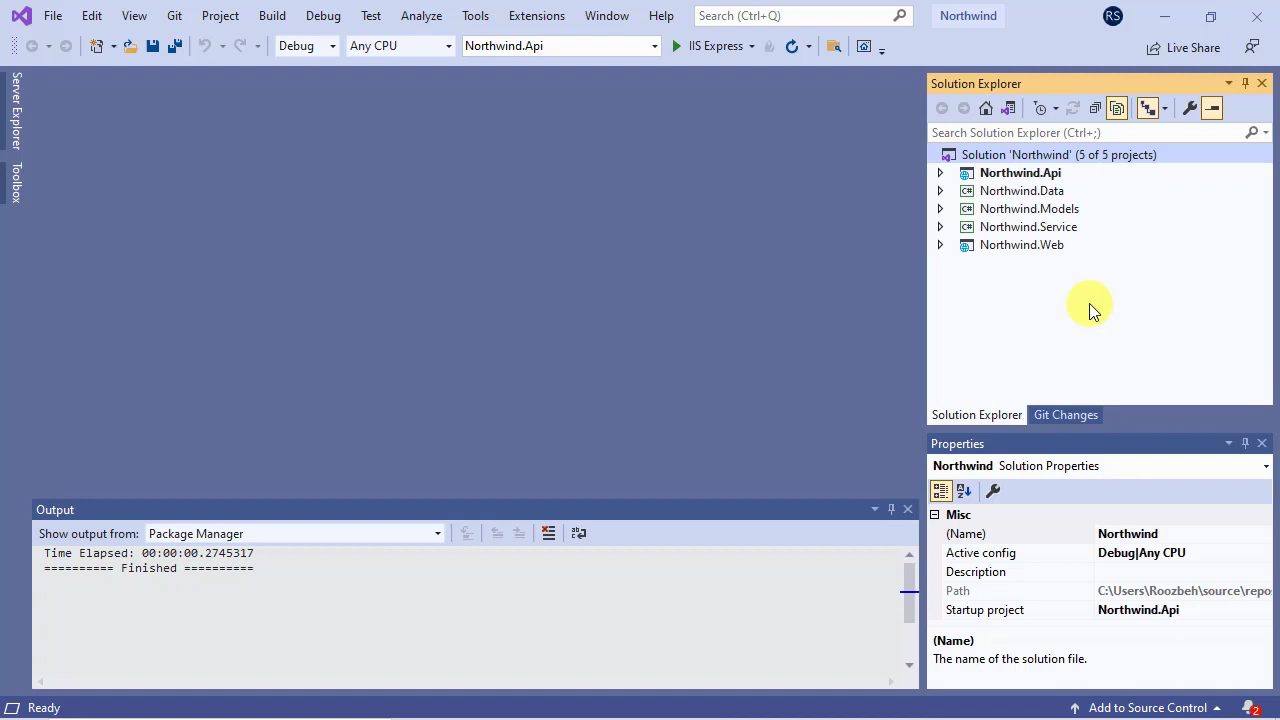 File Edit View Git Project Build Debug Test Analyze Tools Extensions Window Help Search (Ctrl+Q) Northwind RS
Debug Any CPU Northwind.Api IIS Express Live Share
Server Explorer
Toolbox
Solution Explorer
Search Solution Explorer (Ctrl+;)
Solution 'Northwind' (5 of 5 projects)
Northwind.Api
C# Northwind.Data
C# Northwind.Models
C# Northwind.Service
Northwind.Web
Solution Explorer Git Changes
Properties
Northwind Solution Properties
Misc
(Name) Northwind
Active config Debug|Any CPU
Description
Path C:\Users\Roozbeh\source\repo
Startup project Northwind.Api
(Name)
The name of the solution file.
Output
Show output from: Package Manager
Time Elapsed: 00:00:00.2745317
========== Finished ==========
Ready Add to Source Control 2